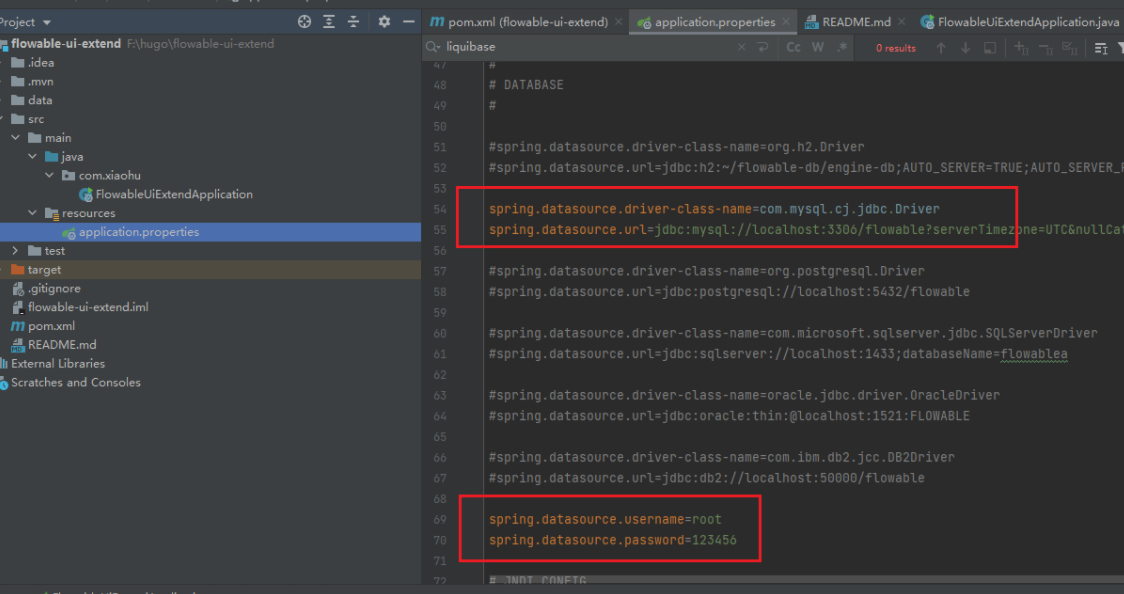 Project
pom.xml (flowable-ui-extend)
application.properties
README.md
FlowableUiExtendApplication.java
flowable-ui-extend F:\hugo\flowable-ui-extend
.idea
.mvn
data
src
main
java
com.xiaohu
FlowableUiExtendApplication
resources
application.properties
test
target
.gitignore
flowable-ui-extend.iml
pom.xml
README.md
External Libraries
Scratches and Consoles
liquibase
Cc
W
.*
0 results
47 #
48 # DATABASE
49 #
50
51 #spring.datasource.driver-class-name=org.h2.Driver
52 #spring.datasource.url=jdbc:h2:~/flowable-db/engine-db;AUTO_SERVER=TRUE;AUTO_SERVER_
53
54 spring.datasource.driver-class-name=com.mysql.cj.jdbc.Driver
55 spring.datasource.url=jdbc:mysql://localhost:3306/flowable?serverTimezone=UTC&nullCat
56
57 #spring.datasource.driver-class-name=org.postgresql.Driver
58 #spring.datasource.url=jdbc:postgresql://localhost:5432/flowable
59
60 #spring.datasource.driver-class-name=com.microsoft.sqlserver.jdbc.SQLServerDriver
61 #spring.datasource.url=jdbc:sqlserver://localhost:1433;databaseName=flowablea
62
63 #spring.datasource.driver-class-name=oracle.jdbc.driver.OracleDriver
64 #spring.datasource.url=jdbc:oracle:thin:@localhost:1521:FLOWABLE
65
66 #spring.datasource.driver-class-name=com.ibm.db2.jcc.DB2Driver
67 #spring.datasource.url=jdbc:db2://localhost:50000/flowable
68
69 spring.datasource.username=root
70 spring.datasource.password=123456
71
72 # JNDI CONFIG